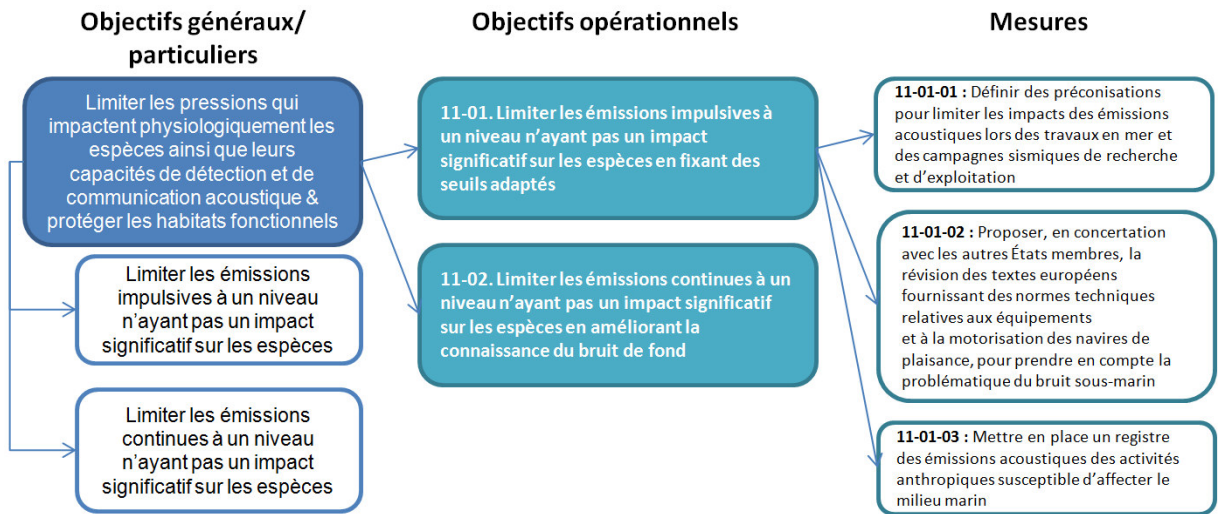 Objectifs généraux/
particuliers
Limiter les pressions qui
impactent physiologiquement les
espèces ainsi que leurs
capacités de détection et de
communication acoustique &
protéger les habitats fonctionnels
Limiter les émissions
impulsives à un niveau
n'ayant pas un impact
significatif sur les espèces
Limiter les émissions
continues à un niveau
n'ayant pas un impact
significatif sur les espèces
Objectifs opérationnels
11-01. Limiter les émissions impulsives à
un niveau n'ayant pas un impact
significatif sur les espèces en fixant des
seuils adaptés
11-02. Limiter les émissions continues à un
niveau n'ayant pas un impact significatif
sur les espèces en améliorant la
connaissance du bruit de fond
Mesures
11-01-01 : Définir des préconisations
pour limiter les impacts des émissions
acoustiques lors des travaux en mer et
des campagnes sismiques de recherche
et d'exploitation
11-01-02 : Proposer, en concertation
avec les autres États membres, la
révision des textes européens
fournissant des normes techniques
relatives aux équipements
et à la motorisation des navires de
plaisance, pour prendre en compte la
problématique du bruit sous-marin
11-01-03 : Mettre en place un registre
des émissions acoustiques des activités
anthropiques susceptible d'affecter le
milieu marin